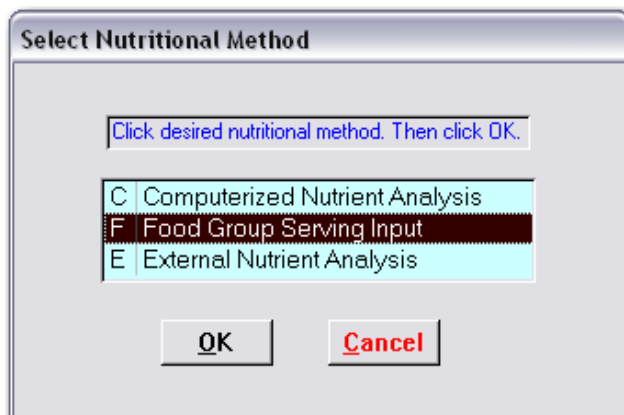 Select Nutritional Method
Click desired nutritional method. Then click OK.
C Computerized Nutrient Analysis
F Food Group Serving Input
E External Nutrient Analysis
OK Cancel